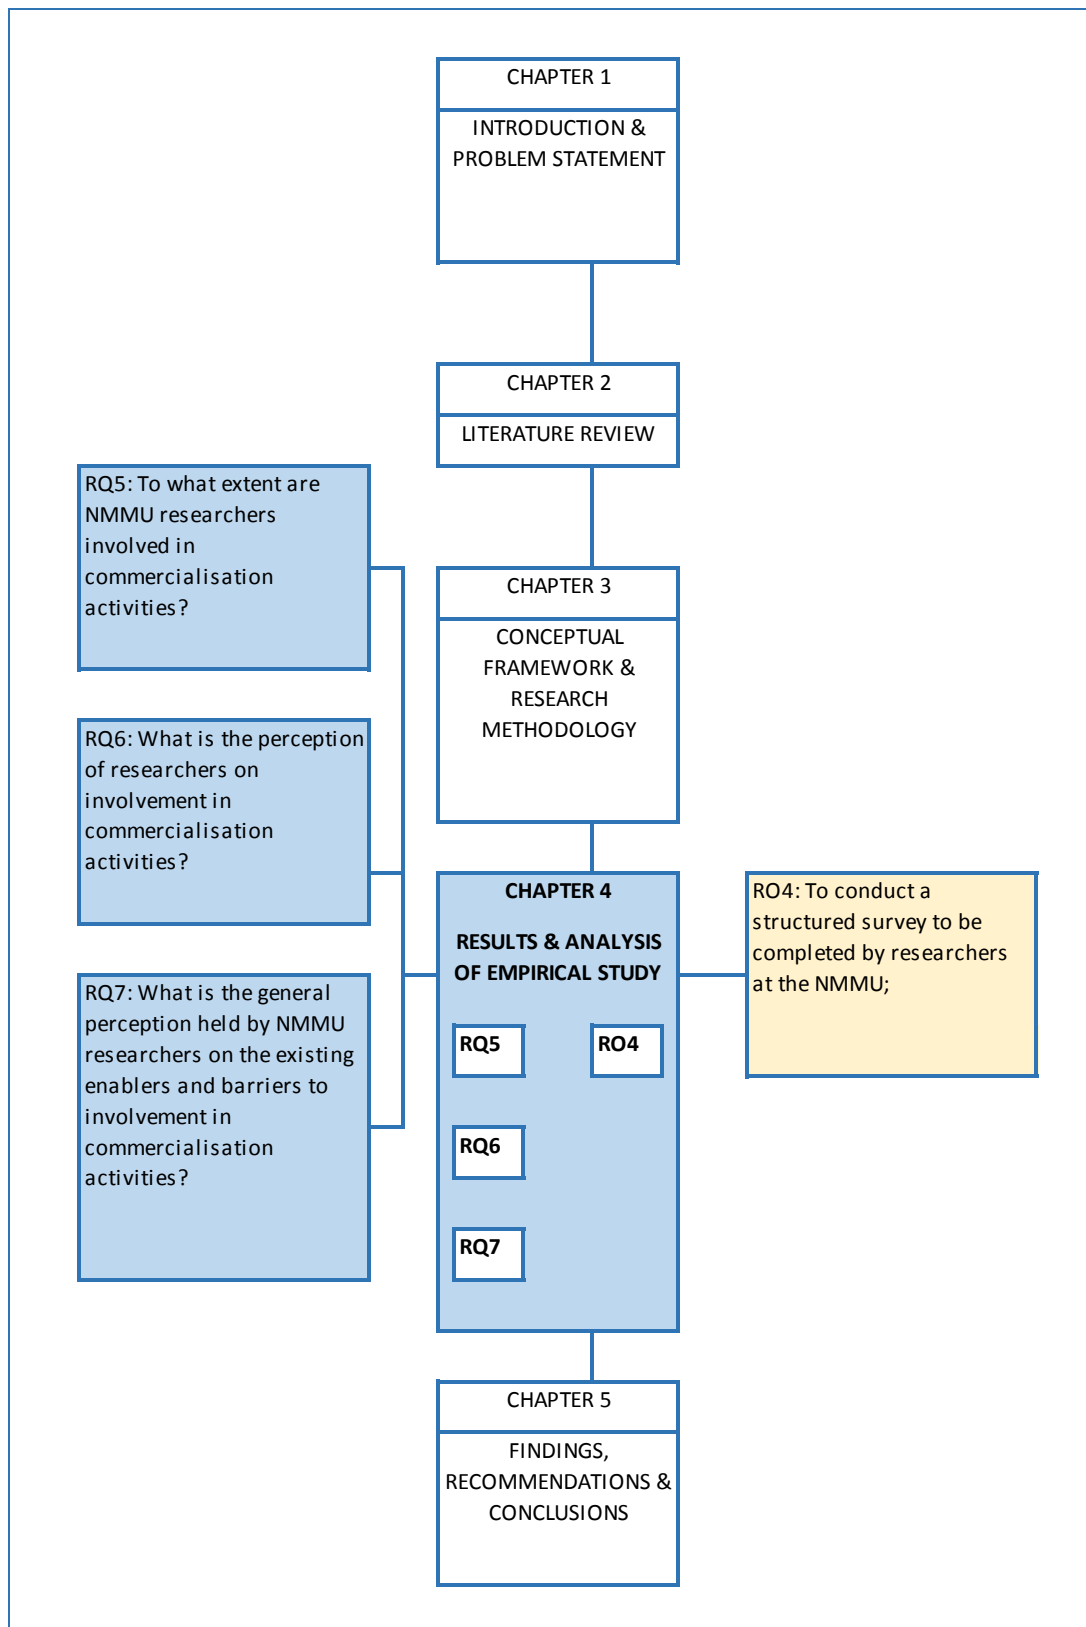 CHAPTER 1
INTRODUCTION &
PROBLEM STATEMENT
CHAPTER 2
LITERATURE REVIEW
RQ5: To what extent are
NMMU researchers
involved in
commercialisation
activities?
CHAPTER 3
CONCEPTUAL
FRAMEWORK &
RESEARCH
METHODOLOGY
RQ6: What is the perception
of researchers on
involvement in
commercialisation
activities?
CHAPTER 4
RESULTS & ANALYSIS
OF EMPIRICAL STUDY
RQ5
RO4
RQ6
RQ7
RO4: To conduct a
structured survey to be
completed by researchers
at the NMMU;
RQ7: What is the general
perception held by NMMU
researchers on the existing
enablers and barriers to
involvement in
commercialisation
activities?
CHAPTER 5
FINDINGS,
RECOMMENDATIONS &
CONCLUSIONS